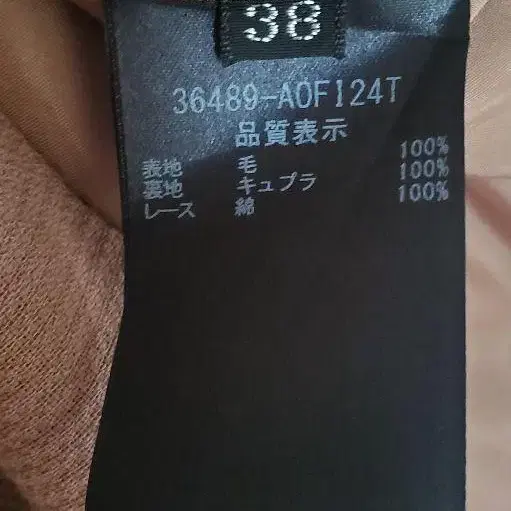 38
36489-AOFI24T
品質表示
表地 毛 100%
裏地 キュプラ 100%
レース 綿 100%